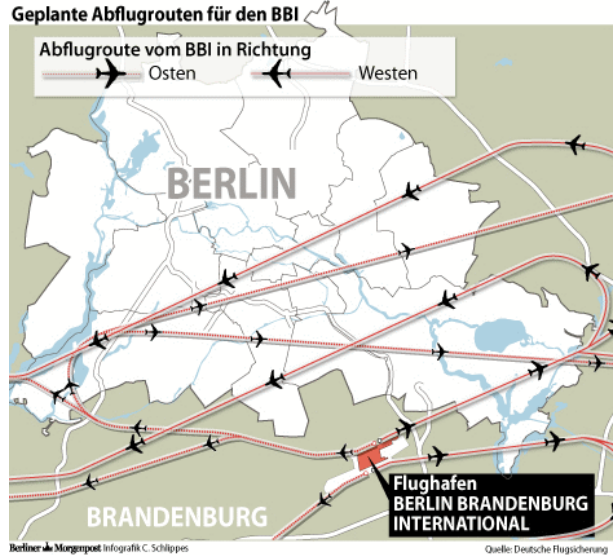 Geplante Abflugrouten für den BBI
Abflugroute vom BBI in Richtung
Osten
Westen
BERLIN
Flughafen
BERLIN BRANDENBURG
INTERNATIONAL
BRANDENBURG
Berliner Morgenpost Infografik C. Schlippes
Quelle: Deutsche Flugsicherung